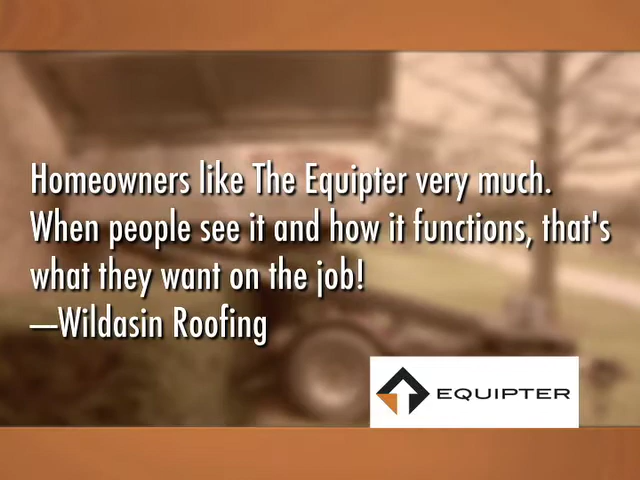 Homeowners like The Equipter very much.
When people see it and how it functions, that's
what they want on the job!
—Wildasin Roofing
EQUIPTER